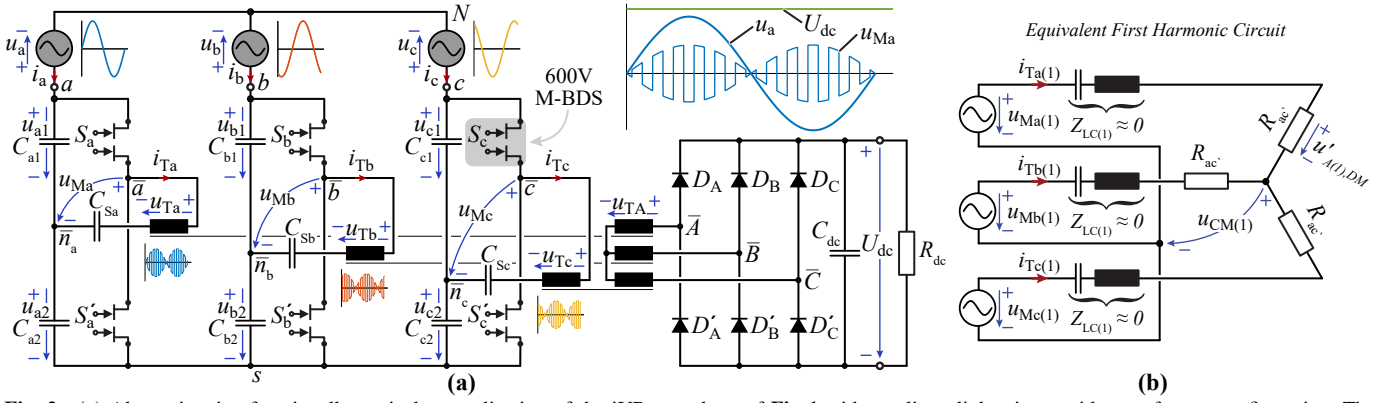 N
u_a
i_a
a
u_b
i_b
b
u_c
i_c
c
600V
M-BDS
u_a
U_dc
u_Ma
u_a1
C_a1
S_a
i_Ta
u_b1
C_b1
S_b
i_Tb
u_c1
C_c1
S_c
i_Tc
u_Ma
a̅
C_Sa
u_Ta
n̅_a
u_Mb
b̅
C_Sb
u_Tb
n̅_b
u_Mc
c̅
C_Sc
u_Tc
n̅_c
u_a2
C_a2
S'_a
u_b2
C_b2
S'_b
u_c2
C_c2
S'_c
s
u_TA
A̅
B̅
C̅
D_A
D_B
D_C
D'_A
D'_B
D'_C
C_dc
U_dc
R_dc
(a)
Equivalent First Harmonic Circuit
i_Ta(1)
u_Ma(1)
Z_LC(1) ≈ 0
i_Tb(1)
u_Mb(1)
Z_LC(1) ≈ 0
i_Tc(1)
u_Mc(1)
Z_LC(1) ≈ 0
R_ac`
R_ac`
R_ac`
u'_A(1),DM
u_CM(1)
(b)